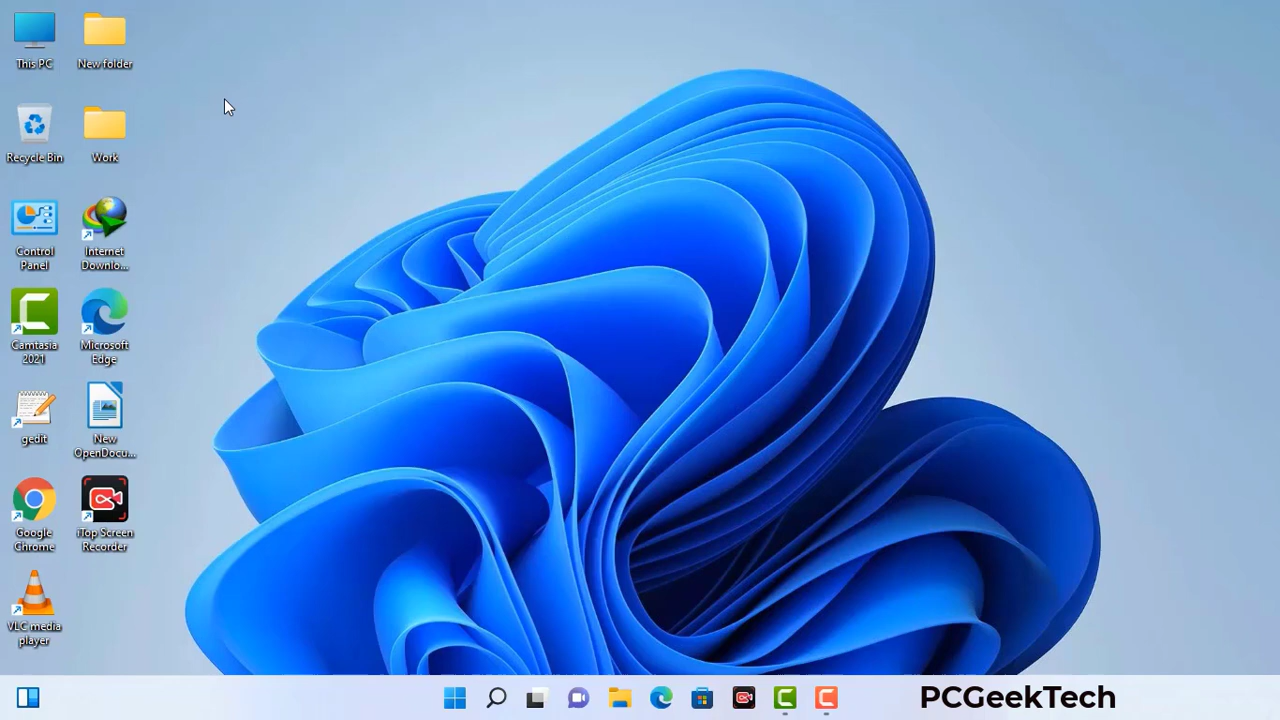 This PC
New folder
Recycle Bin
Work
Control
Panel
Internet
Downlo...
Camtasia
2021
Microsoft
Edge
gedit
New
OpenDocu...
Google
Chrome
iTop Screen
Recorder
VLC media
player
PCGeekTech